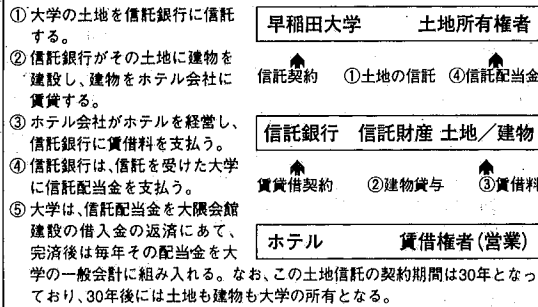 ①大学の土地を信託銀行に信託
する。
②信託銀行がその土地に建物を
建設し、建物をホテル会社に
賃貸する。
③ホテル会社がホテルを経営し、
信託銀行に賃借料を支払う。
④信託銀行は、信託を受けた大学
に信託配当金を支払う。
⑤大学は、信託配当金を大隈会館
建設の借入金の返済にあて、
完済後は毎年その配当金を大
学の一般会計に組み入れる。なお、この土地信託の契約期間は30年となっ
ており、30年後には土地も建物も大学の所有となる。
早稲田大学 土地所有権者
信託契約 ①土地の信託 ④信託配当金
信託銀行 信託財産 土地／建物
賃貸借契約 ②建物貸与 ③賃借料
ホテル 賃借権者(営業)